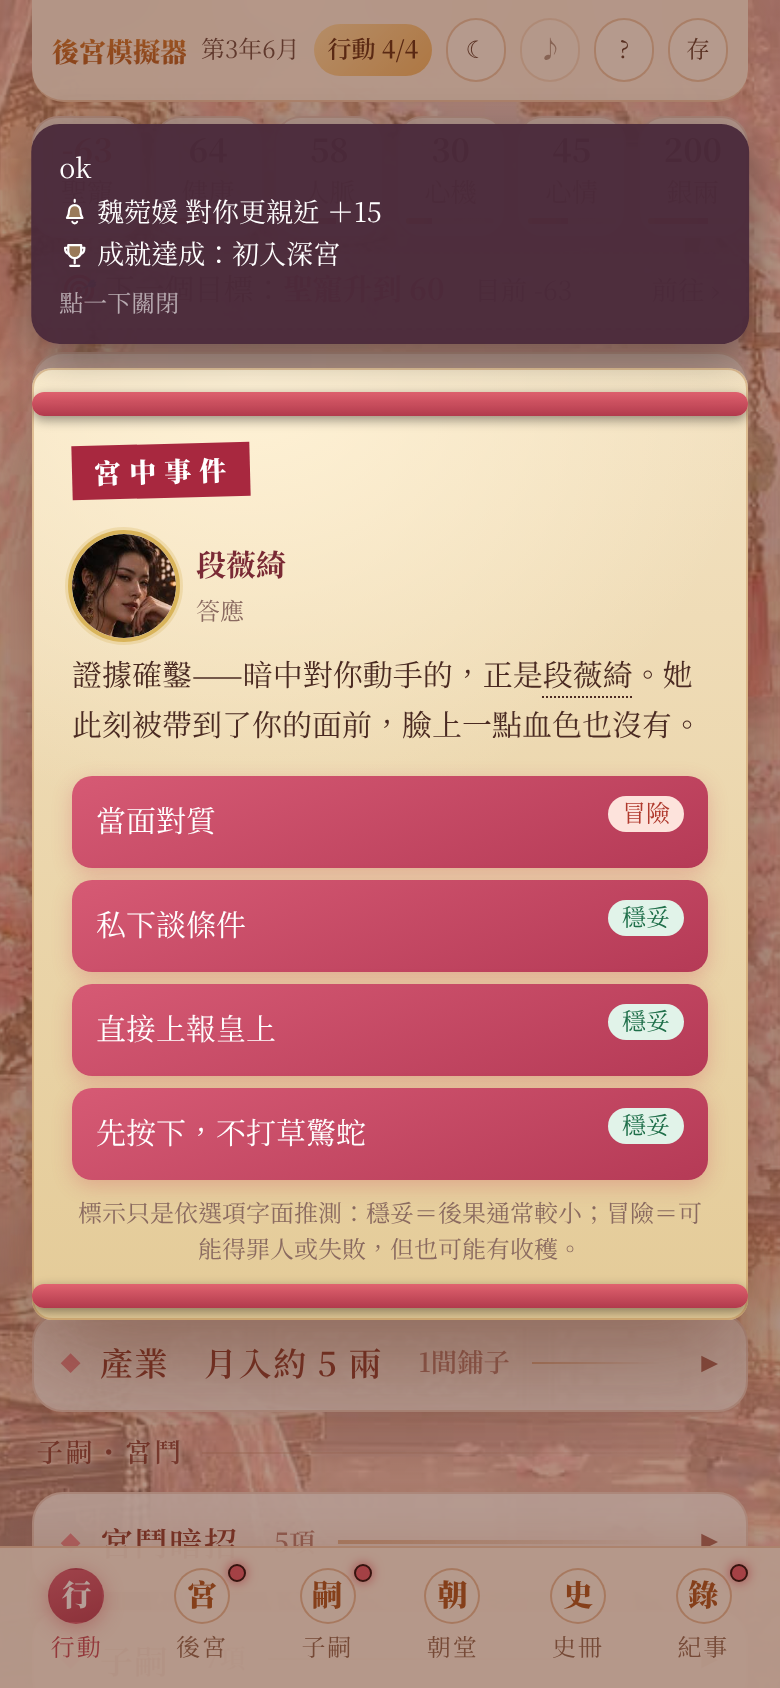 後宮模擬器 第3年6月 行動 4/4 ☾ ♪ ? 存
63 64 58 30 45 200
ok
魏菀媛 對你更親近 +15
成就達成：初入深宮
點一下關閉
宮中事件
段薇綺
答應
證據確鑿——暗中對你動手的，正是段薇綺。她
此刻被帶到了你的面前，臉上一點血色也沒有。
當面對質 冒險
私下談條件 穩妥
直接上報皇上 穩妥
先按下，不打草驚蛇 穩妥
標示只是依選項字面推測：穩妥＝後果通常較小；冒險＝可
能得罪人或失敗，但也可能有收穫。
產業 月入約 5 兩 1間鋪子
子嗣・宮鬥
宮鬥暗招 5項
行 宮 嗣 朝 史 錄
行動 後宮 子嗣 朝堂 史冊 紀事